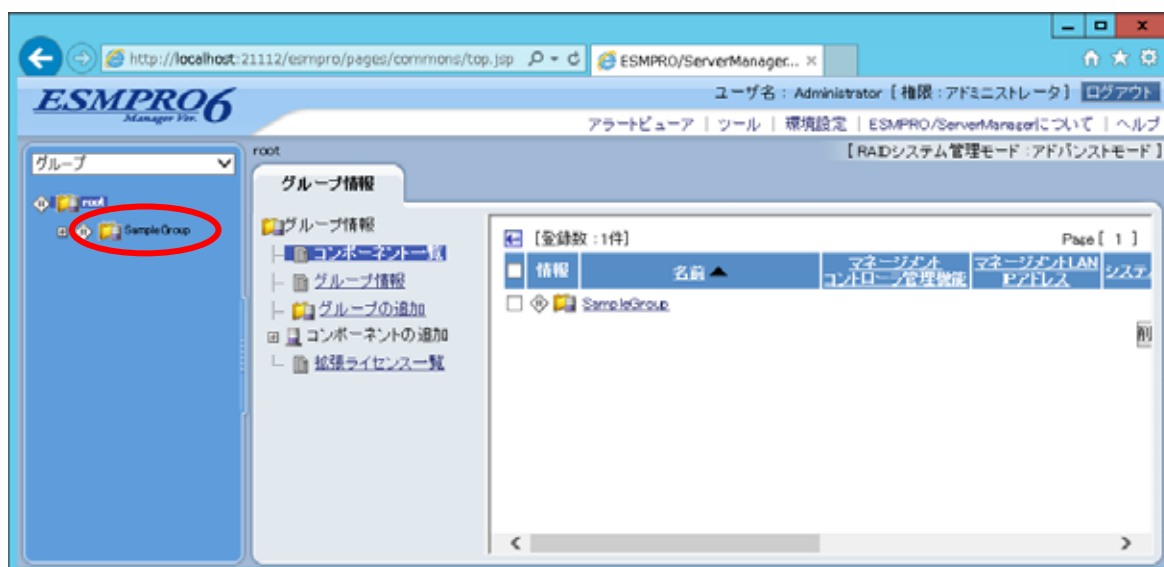 http://localhost:21112/esmpro/pages/commons/top.jsp
ESMPRO/ServerManager...
ESMPRO6
Manager Ver.
ユーザ名 : Administrator [ 権限 : アドミニストレータ ] ログアウト
アラートビューア | ツール | 環境設定 | ESMPRO/ServerManagerについて | ヘルプ
グループ
root
[ RAIDシステム管理モード : アドバンストモード ]
root
SampleGroup
グループ情報
グループ情報
コンポーネント一覧
グループ情報
グループの追加
コンポーネントの追加
拡張ライセンス一覧
[登録数 : 1件]
Page [ 1 ]
情報 名前▲ マネージメントコントローラ管理機能 マネージメントLAN IPアドレス システ
SampleGroup
削